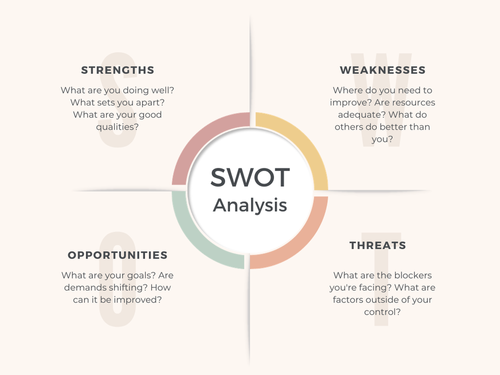 STRENGTHS
What are you doing well?
What sets you apart?
What are your good
qualities?
WEAKNESSES
Where do you need to
improve? Are resources
adequate? What do
others do better than
you?
SWOT
Analysis
OPPORTUNITIES
What are your goals? Are
demands shifting? How
can it be improved?
THREATS
What are the blockers
you're facing? What are
factors outside of your
control?
S
W
O
T